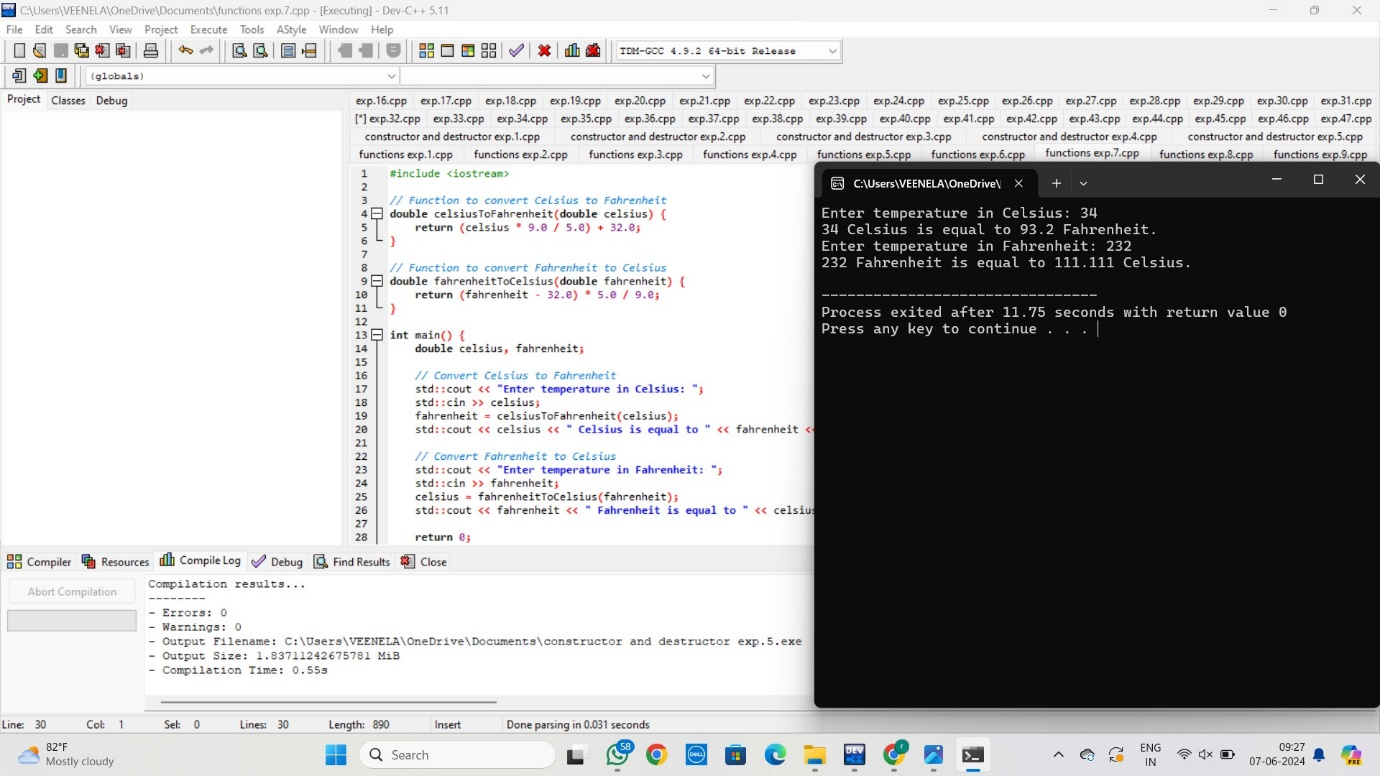 C:\Users\VEENELA\OneDrive\Documents\functions exp.7.cpp - [Executing] - Dev-C++ 5.11
File Edit Search View Project Execute Tools AStyle Window Help
TDM-GCC 4.9.2 64-bit Release
(globals)
Project Classes Debug
exp.16.cpp exp.17.cpp exp.18.cpp exp.19.cpp exp.20.cpp exp.21.cpp exp.22.cpp exp.23.cpp exp.24.cpp exp.25.cpp exp.26.cpp exp.27.cpp exp.28.cpp exp.29.cpp exp.30.cpp exp.31.cpp
[*] exp.32.cpp exp.33.cpp exp.34.cpp exp.35.cpp exp.36.cpp exp.37.cpp exp.38.cpp exp.39.cpp exp.40.cpp exp.41.cpp exp.42.cpp exp.43.cpp exp.44.cpp exp.45.cpp exp.46.cpp exp.47.cpp
constructor and destructor exp.1.cpp constructor and destructor exp.2.cpp constructor and destructor exp.3.cpp constructor and destructor exp.4.cpp constructor and destructor exp.5.cpp
functions exp.1.cpp functions exp.2.cpp functions exp.3.cpp functions exp.4.cpp functions exp.5.cpp functions exp.6.cpp functions exp.7.cpp functions exp.8.cpp functions exp.9.cpp
1 #include <iostream>
2
3 // Function to convert Celsius to Fahrenheit
4 double celsiusToFahrenheit(double celsius) {
5 return (celsius * 9.0 / 5.0) + 32.0;
6 }
7
8 // Function to convert Fahrenheit to Celsius
9 double fahrenheitToCelsius(double fahrenheit) {
10 return (fahrenheit - 32.0) * 5.0 / 9.0;
11 }
12
13 int main() {
14 double celsius, fahrenheit;
15
16 // Convert Celsius to Fahrenheit
17 std::cout << "Enter temperature in Celsius: ";
18 std::cin >> celsius;
19 fahrenheit = celsiusToFahrenheit(celsius);
20 std::cout << celsius << " Celsius is equal to " << fahrenheit <<
21
22 // Convert Fahrenheit to Celsius
23 std::cout << "Enter temperature in Fahrenheit: ";
24 std::cin >> fahrenheit;
25 celsius = fahrenheitToCelsius(fahrenheit);
26 std::cout << fahrenheit << " Fahrenheit is equal to " << celsius
27
28 return 0;
C:\Users\VEENELA\OneDrive\
Enter temperature in Celsius: 34
34 Celsius is equal to 93.2 Fahrenheit.
Enter temperature in Fahrenheit: 232
232 Fahrenheit is equal to 111.111 Celsius.
--------------------------------
Process exited after 11.75 seconds with return value 0
Press any key to continue . . .
Compiler Resources Compile Log Debug Find Results Close
Abort Compilation
Compilation results...
--------
- Errors: 0
- Warnings: 0
- Output Filename: C:\Users\VEENELA\OneDrive\Documents\constructor and destructor exp.5.exe
- Output Size: 1.83711242675781 MiB
- Compilation Time: 0.55s
Line: 30 Col: 1 Sel: 0 Lines: 30 Length: 890 Insert Done parsing in 0.031 seconds
82°F
Mostly cloudy
Search
58
DELL
DEV
ENG
IN
09:27
07-06-2024
PRE